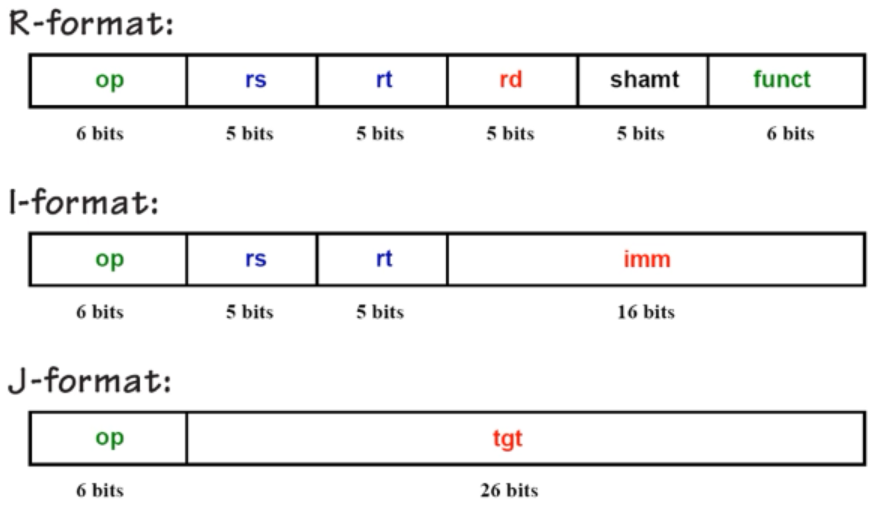 R-format:
op rs rt rd shamt funct
6 bits 5 bits 5 bits 5 bits 5 bits 6 bits
I-format:
op rs rt imm
6 bits 5 bits 5 bits 16 bits
J-format:
op tgt
6 bits 26 bits